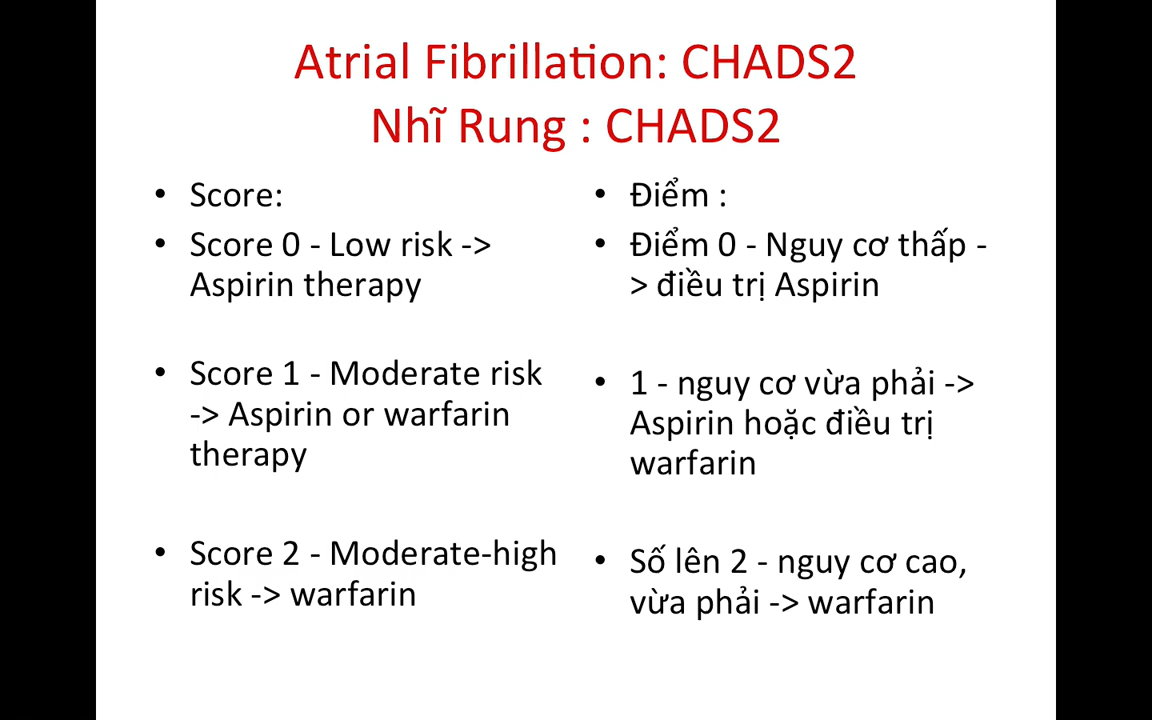 Atrial Fibrillation: CHADS2
Nhĩ Rung : CHADS2
• Score:
• Score 0 - Low risk ->
Aspirin therapy
• Score 1 - Moderate risk
-> Aspirin or warfarin
therapy
• Score 2 - Moderate-high
risk -> warfarin
• Điểm :
• Điểm 0 - Nguy cơ thấp -
> điều trị Aspirin
• 1 - nguy cơ vừa phải ->
Aspirin hoặc điều trị
warfarin
• Số lên 2 - nguy cơ cao,
vừa phải -> warfarin